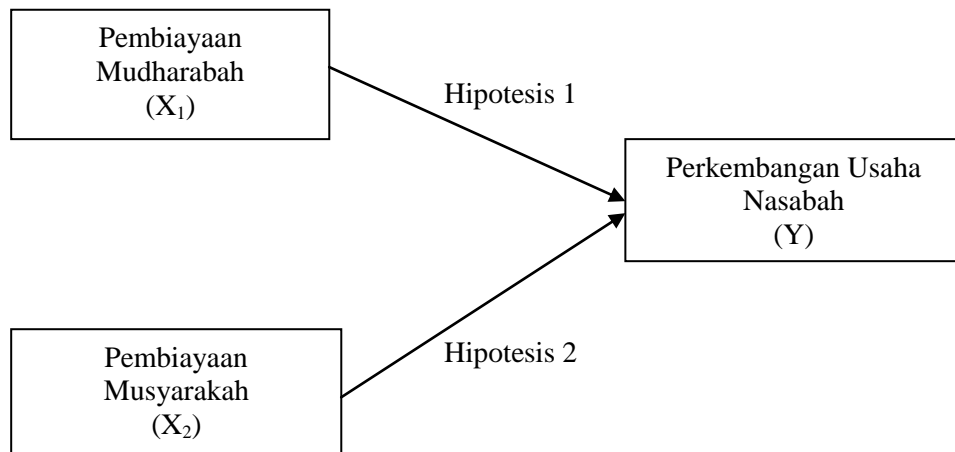 Pembiayaan
Mudharabah
(X₁)
Hipotesis 1
Perkembangan Usaha
Nasabah
(Y)
Pembiayaan
Musyarakah
(X₂)
Hipotesis 2